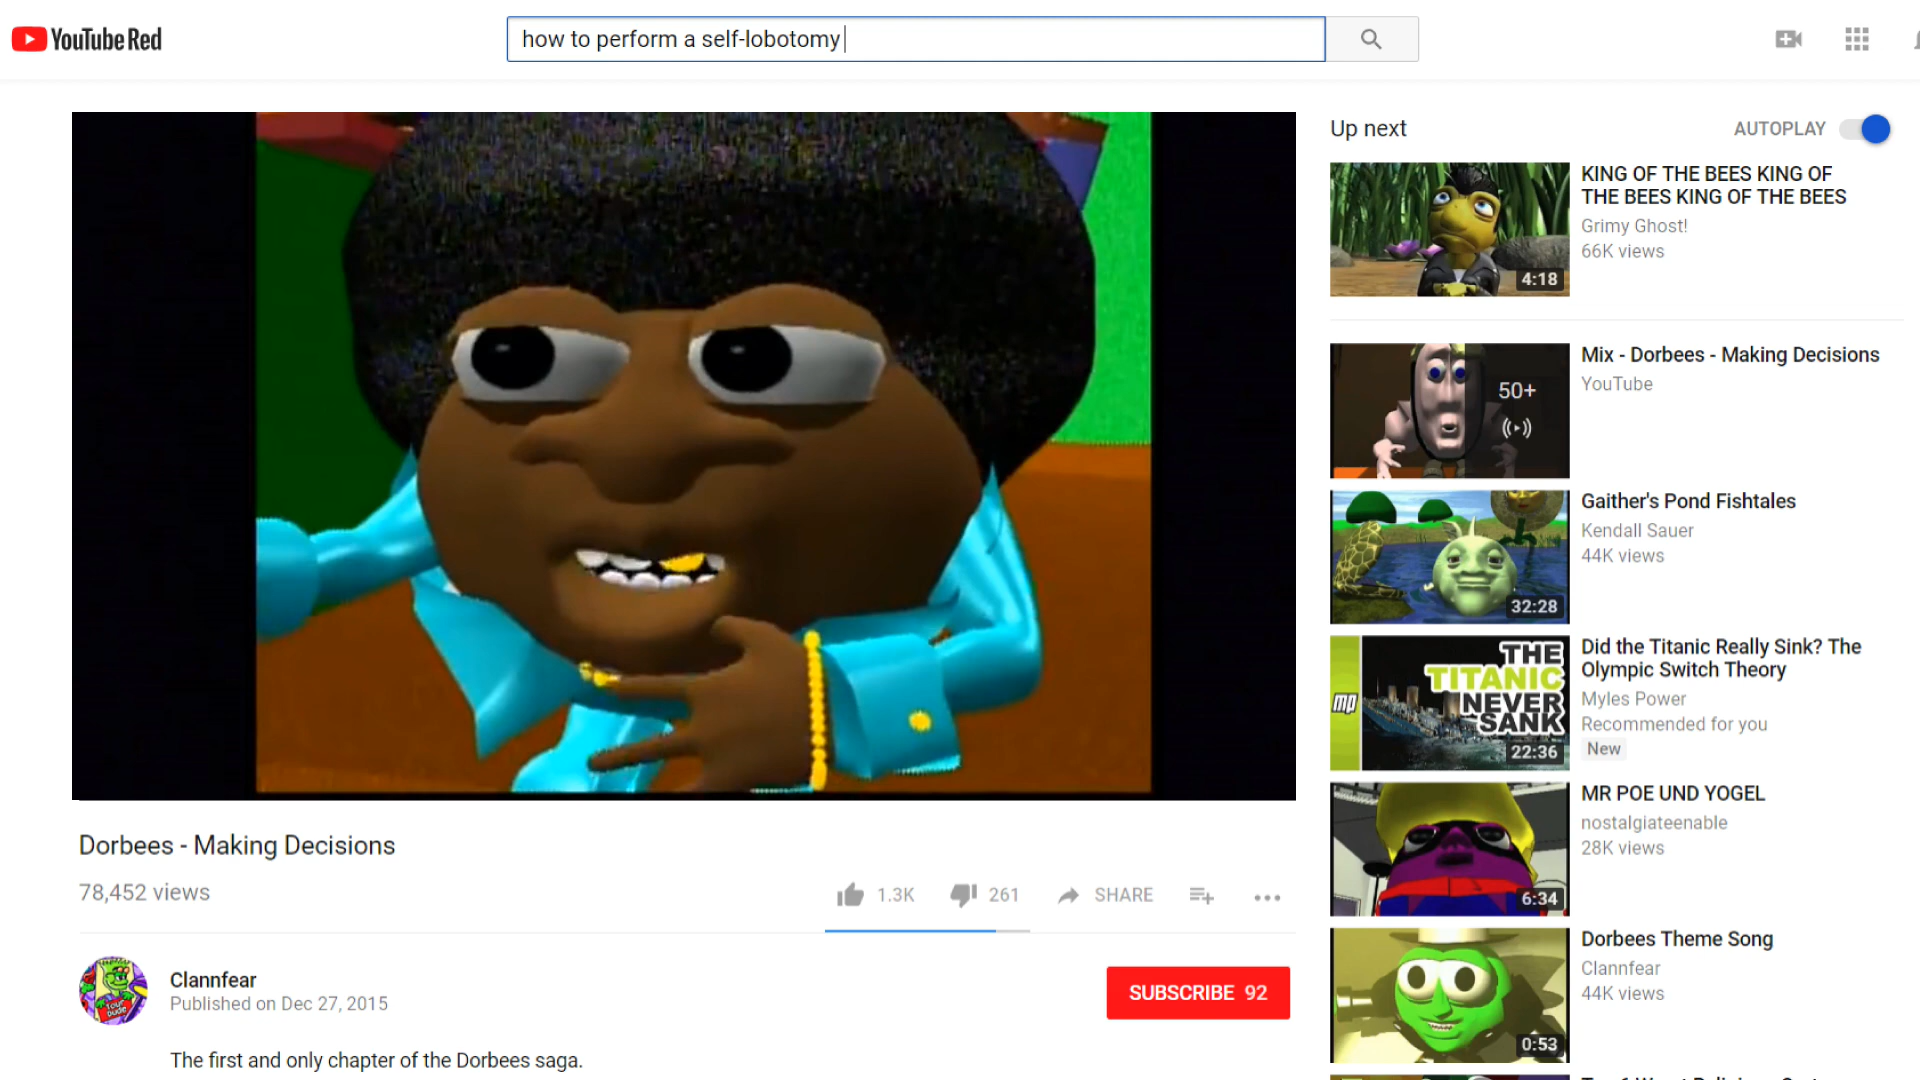 YouTube Red
how to perform a self-lobotomy
Up next
AUTOPLAY
KING OF THE BEES KING OF
THE BEES KING OF THE BEES
Grimy Ghost!
66K views
4:18
Mix - Dorbees - Making Decisions
YouTube
50+
Gaither's Pond Fishtales
Kendall Sauer
44K views
32:28
Did the Titanic Really Sink? The
Olympic Switch Theory
Myles Power
Recommended for you
New
mp
THE
TITANIC
NEVER
SANK
22:36
MR POE UND YOGEL
nostalgiateenable
28K views
6:34
Dorbees Theme Song
Clannfear
44K views
0:53
Dorbees - Making Decisions
78,452 views
1.3K
261
SHARE
Clannfear
Published on Dec 27, 2015
SUBSCRIBE 92
The first and only chapter of the Dorbees saga.